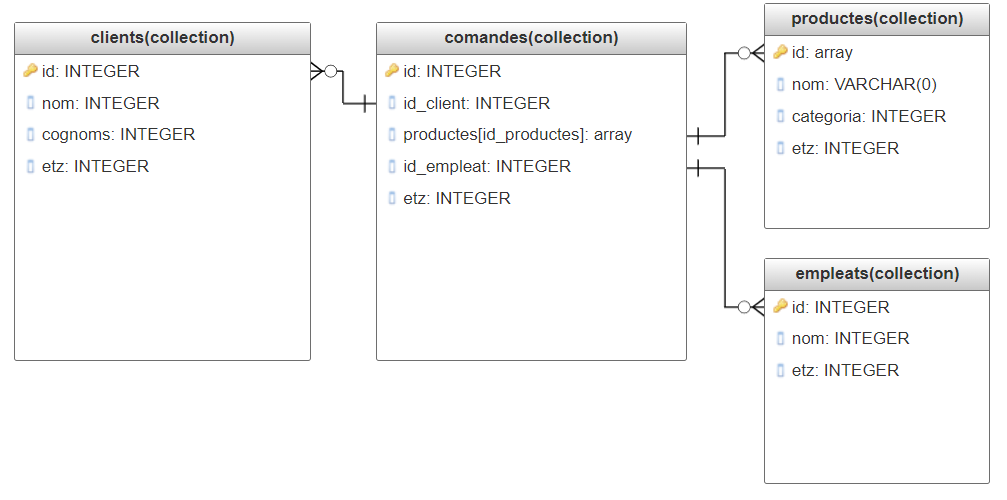 clients(collection)
id: INTEGER
nom: INTEGER
cognoms: INTEGER
etz: INTEGER
comandes(collection)
id: INTEGER
id_client: INTEGER
productes[id_productes]: array
id_empleat: INTEGER
etz: INTEGER
productes(collection)
id: array
nom: VARCHAR(0)
categoria: INTEGER
etz: INTEGER
empleats(collection)
id: INTEGER
nom: INTEGER
etz: INTEGER